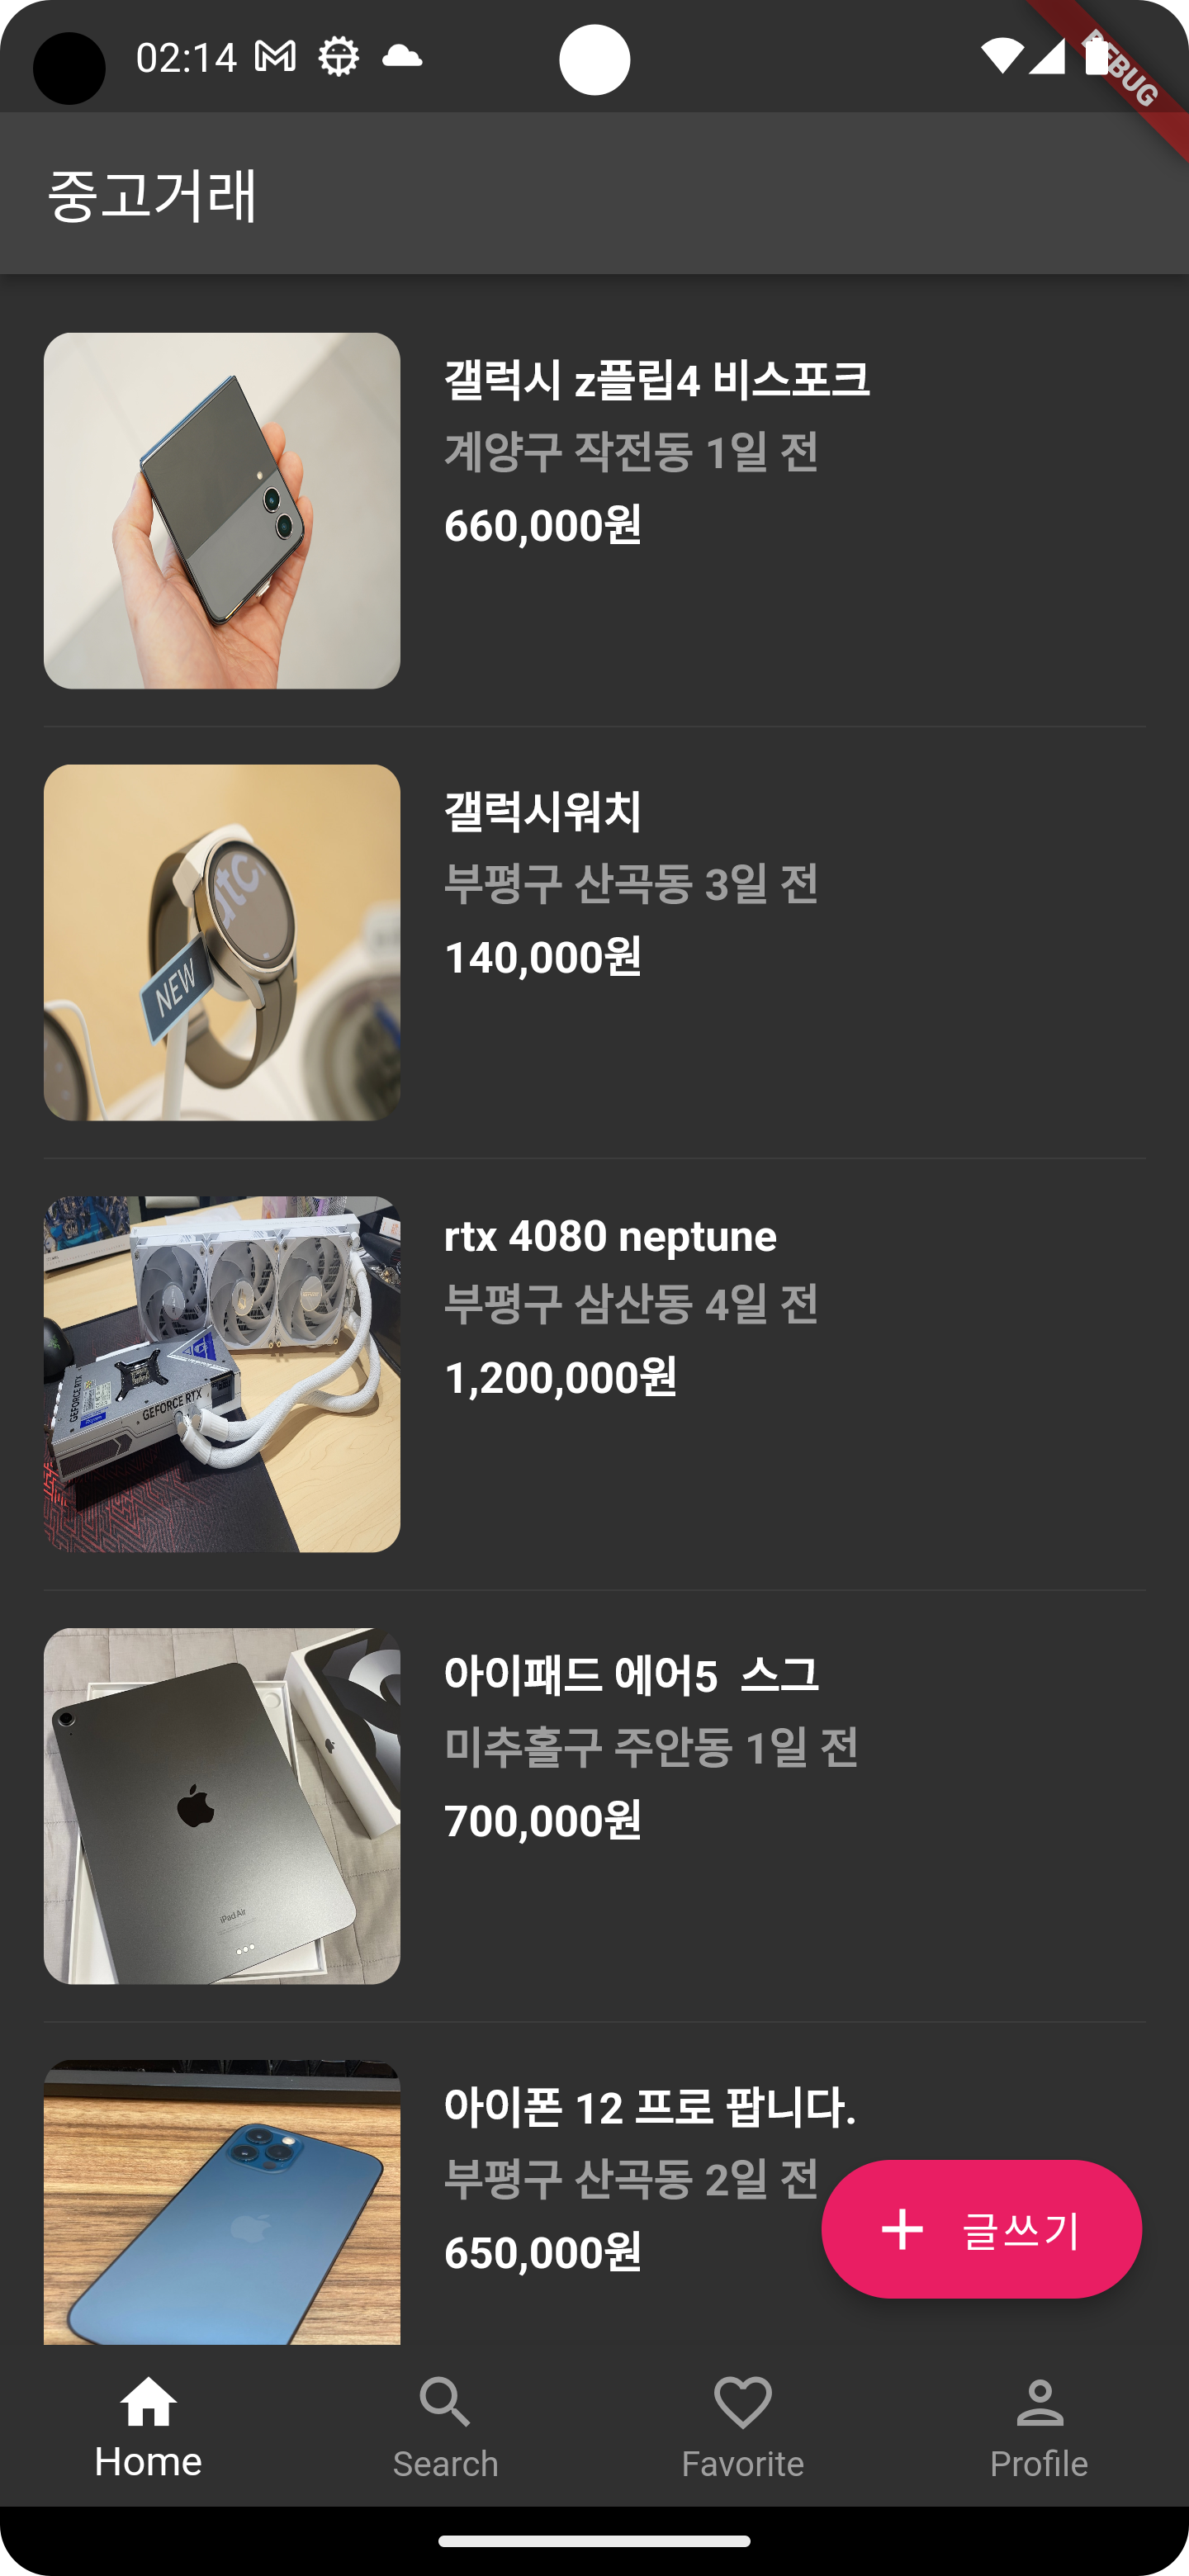 02:14
DEBUG
중고거래
갤럭시 z플립4 비스포크
계양구 작전동 1일 전
660,000원
NEW
갤럭시워치
부평구 산곡동 3일 전
140,000원
GEFORCE RTX
GEFORCE RTX
rtx 4080 neptune
부평구 삼산동 4일 전
1,200,000원
iPad Air
아이패드 에어5  스그
미추홀구 주안동 1일 전
700,000원
아이폰 12 프로 팝니다.
부평구 산곡동 2일 전
650,000원
글쓰기
Home
Search
Favorite
Profile